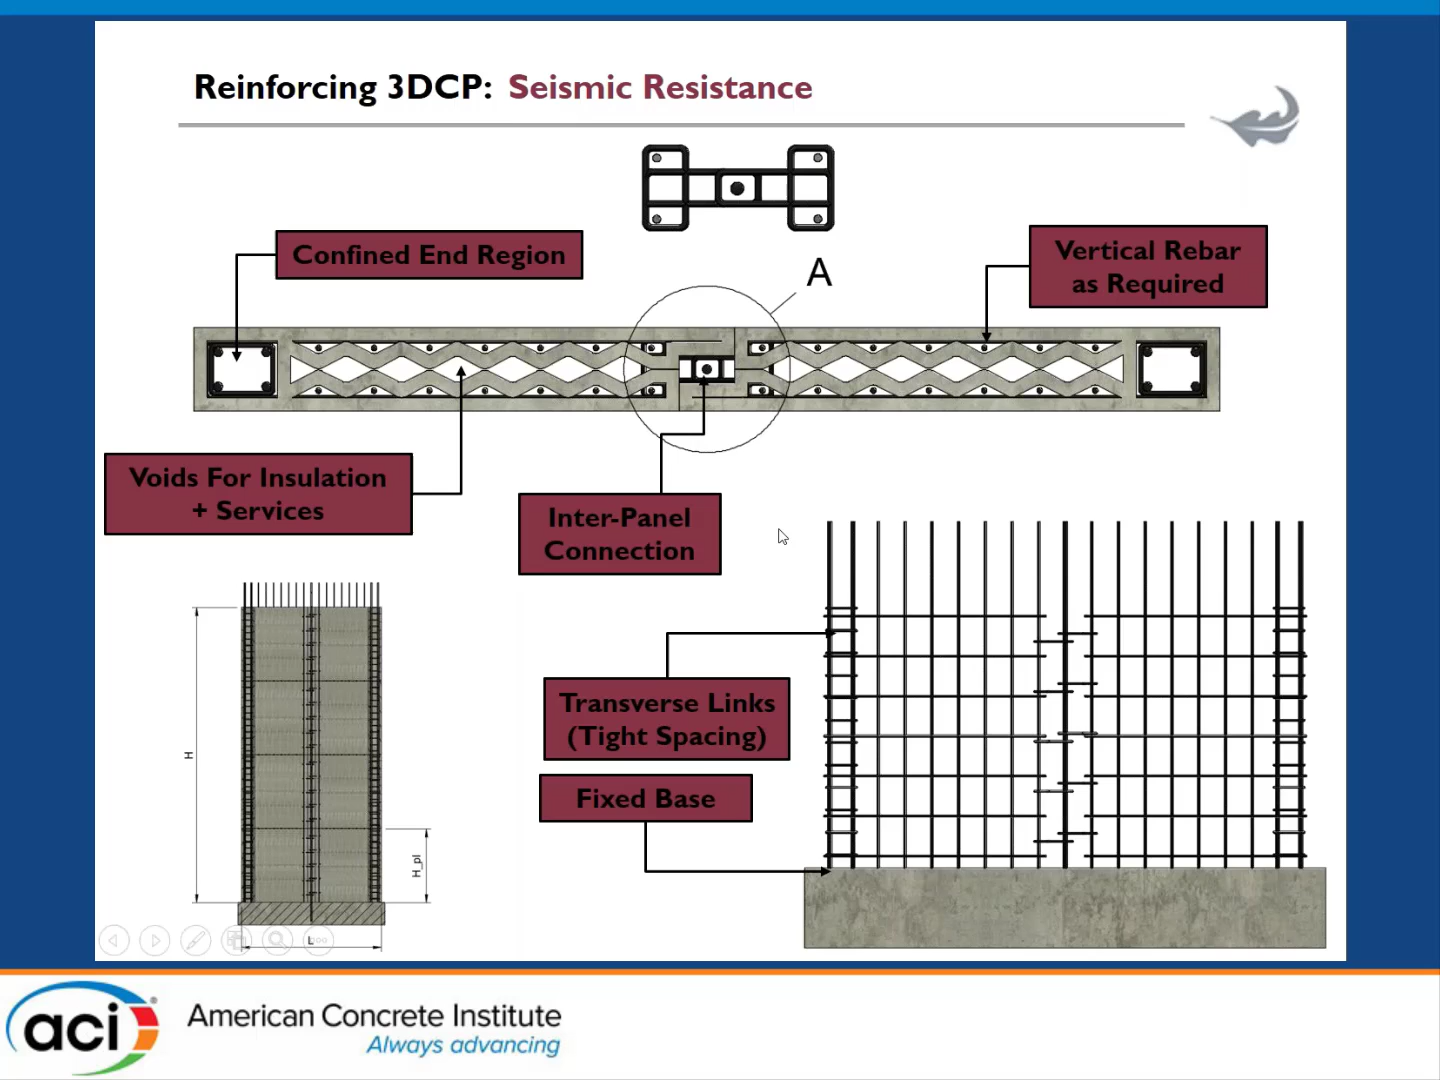 Reinforcing 3DCP: Seismic Resistance
Confined End Region
A
Vertical Rebar
as Required
Voids For Insulation
+ Services
Inter-Panel
Connection
Transverse Links
(Tight Spacing)
Fixed Base
H
H_pl
L
aci
American Concrete Institute
Always advancing